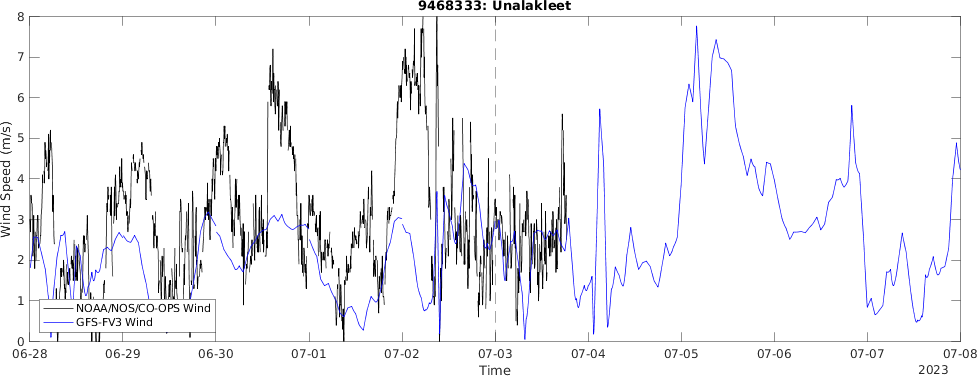 9468333: Unalakleet
8
7
6
5
4
3
2
1
0
Wind Speed (m/s)
NOAA/NOS/CO-OPS Wind
GFS-FV3 Wind
06-28 06-29 06-30 07-01 07-02 07-03 07-04 07-05 07-06 07-07 07-08
Time
2023